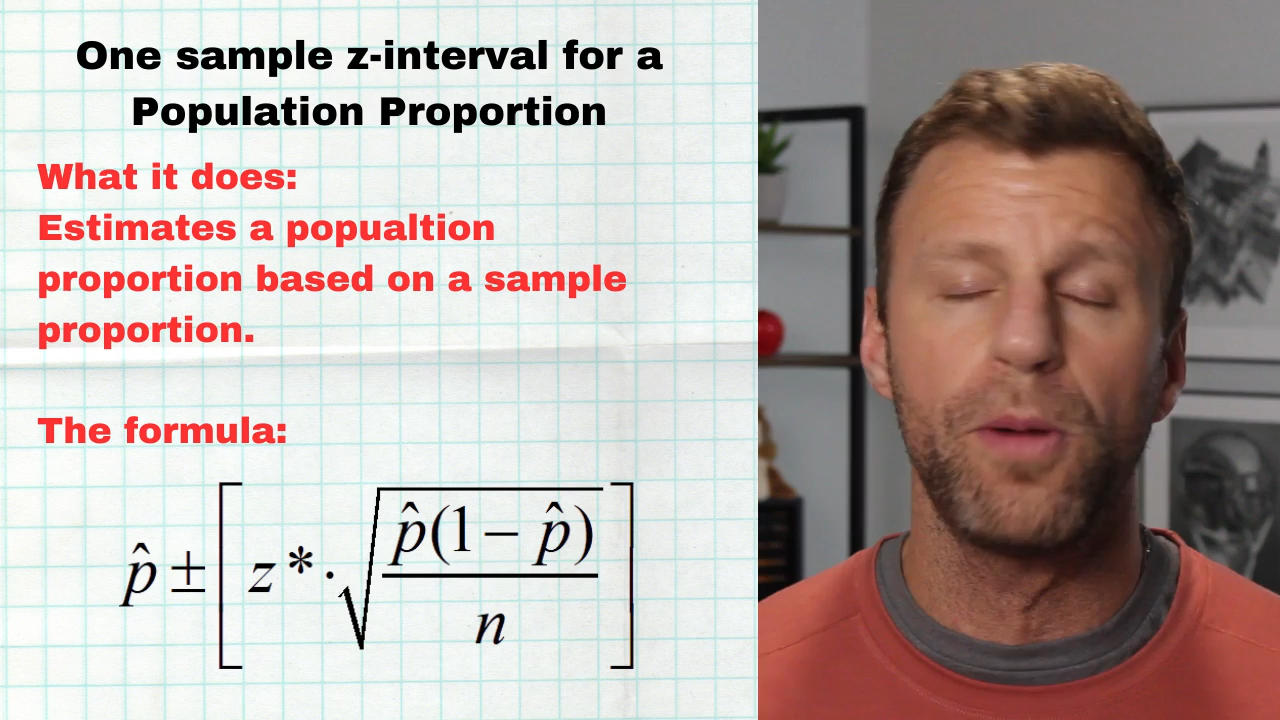 One sample z-interval for a
Population Proportion
What it does:
Estimates a popualtion
proportion based on a sample
proportion.
The formula:
p̂ ± [ z* · √( p̂(1 − p̂) / n ) ]